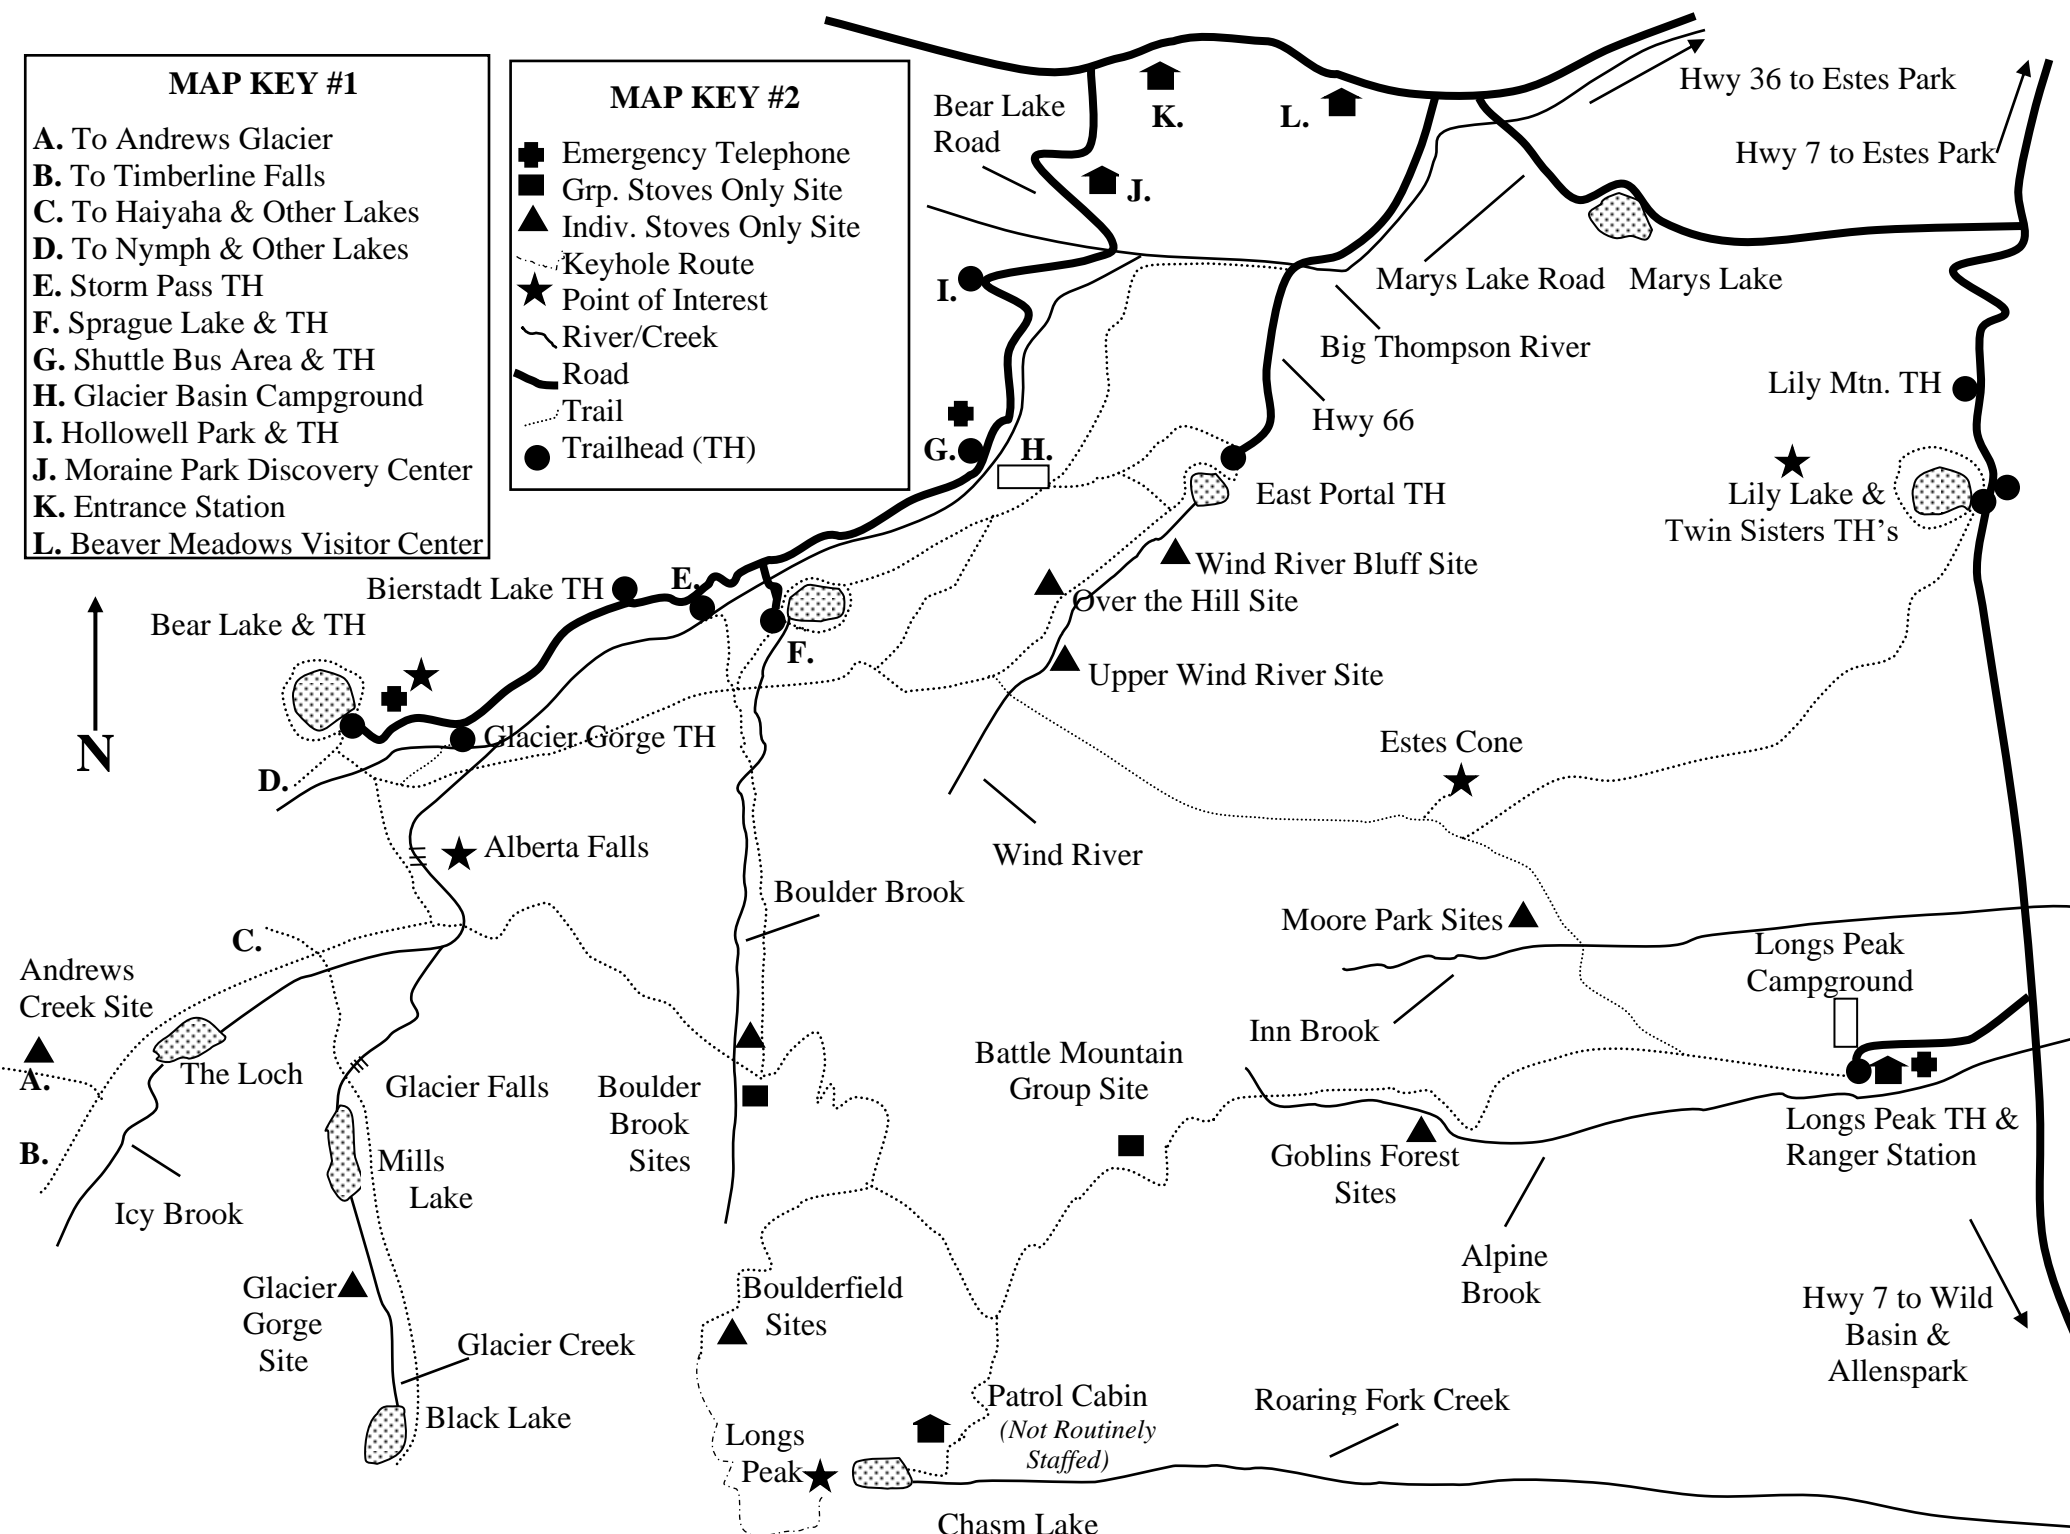 MAP KEY #1
A. To Andrews Glacier
B. To Timberline Falls
C. To Haiyaha & Other Lakes
D. To Nymph & Other Lakes
E. Storm Pass TH
F. Sprague Lake & TH
G. Shuttle Bus Area & TH
H. Glacier Basin Campground
I. Hollowell Park & TH
J. Moraine Park Discovery Center
K. Entrance Station
L. Beaver Meadows Visitor Center
MAP KEY #2
Emergency Telephone
Grp. Stoves Only Site
Indiv. Stoves Only Site
Keyhole Route
Point of Interest
River/Creek
Road
Trail
Trailhead (TH)
Bear Lake
Road
K.
L.
J.
I.
Hwy 36 to Estes Park
Hwy 7 to Estes Park
Marys Lake Road
Marys Lake
Big Thompson River
Hwy 66
Lily Mtn. TH
G.
H.
East Portal TH
Lily Lake &
Twin Sisters TH's
Wind River Bluff Site
Over the Hill Site
Upper Wind River Site
Bierstadt Lake TH
E.
F.
Bear Lake & TH
N
D.
Glacier Gorge TH
Estes Cone
Alberta Falls
Wind River
Boulder Brook
Moore Park Sites
Longs Peak
Campground
C.
Andrews
Creek Site
A.
B.
The Loch
Glacier Falls
Boulder
Brook
Sites
Battle Mountain
Group Site
Inn Brook
Goblins Forest
Sites
Longs Peak TH &
Ranger Station
Mills
Lake
Icy Brook
Alpine
Brook
Glacier
Gorge
Site
Boulderfield
Sites
Hwy 7 to Wild
Basin &
Allenspark
Glacier Creek
Black Lake
Longs
Peak
Patrol Cabin
(Not Routinely
Staffed)
Roaring Fork Creek
Chasm Lake